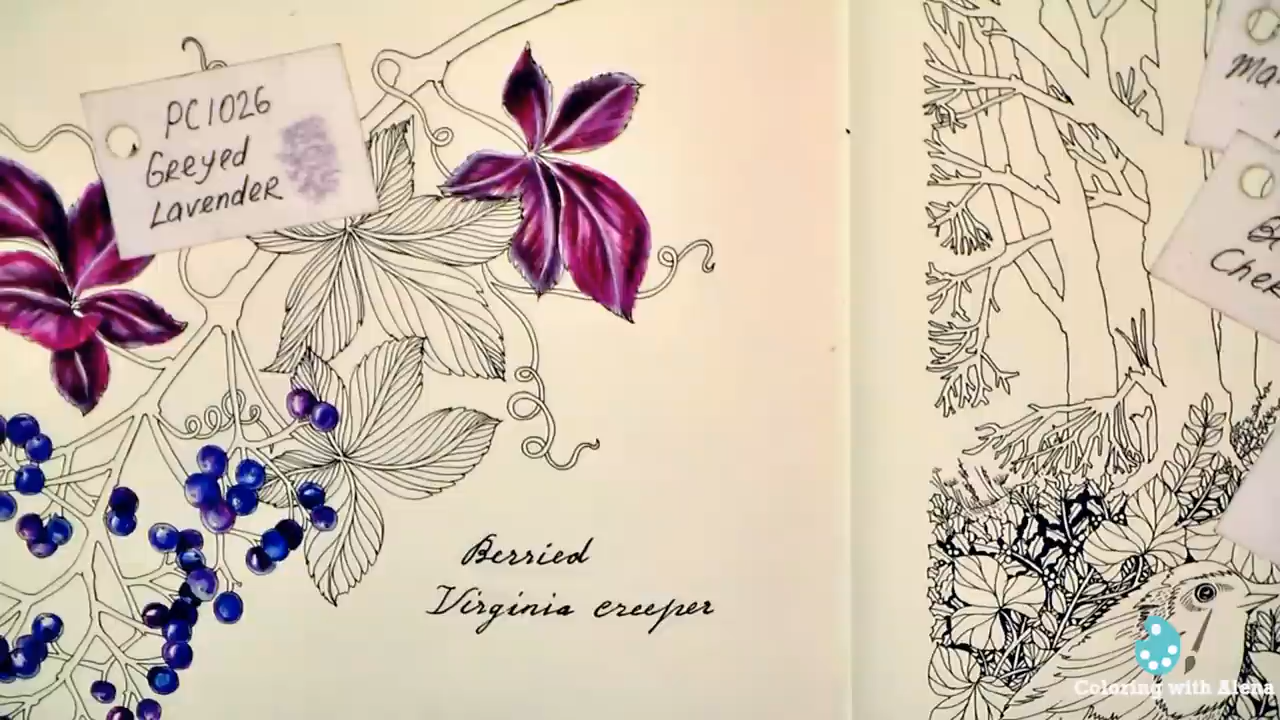 PC1026
Greyed
Lavender
Berried
Virginia creeper
Coloring with Alena